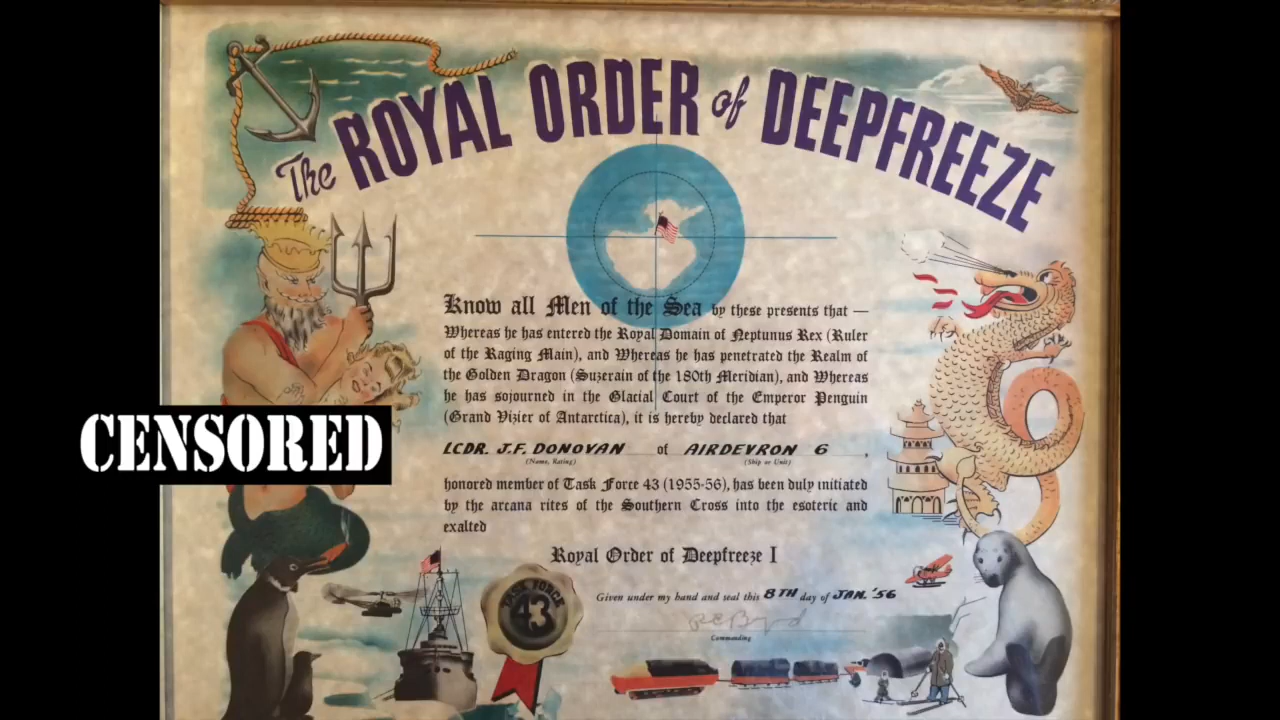 The ROYAL ORDER of DEEPFREEZE
Know all Men of the Sea by these presents that —
Whereas he has entered the Royal Domain of Neptunus Rex (Ruler
of the Raging Main), and Whereas he has penetrated the Realm of
the Golden Dragon (Suzerain of the 180th Meridian), and Whereas
he has sojourned in the Glacial Court of the Emperor Penguin
(Grand Vizier of Antarctica), it is hereby declared that
CENSORED
LCDR. J.F. DONOVAN of AIRDEVRON 6 ,
(Name, Rating) (Ship or Unit)
honored member of Task Force 43 (1955-56), has been duly initiated
by the arcana rites of the Southern Cross into the esoteric and
exalted
Royal Order of Deepfreeze I
TASK FORCE
43
Given under my hand and seal this 8TH day of JAN. '56
Commanding